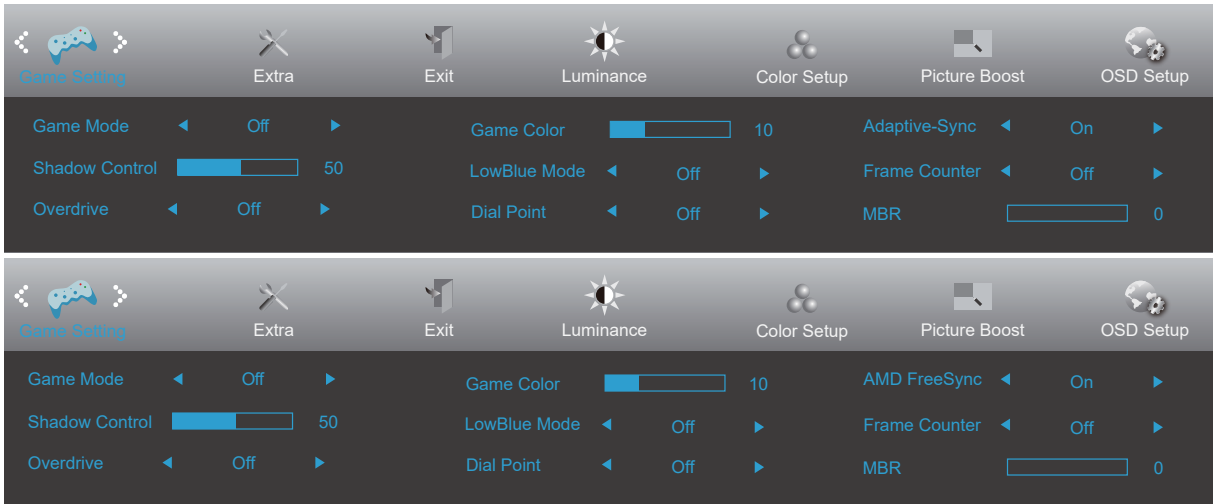 Game Setting Extra Exit Luminance Color Setup Picture Boost OSD Setup
Game Mode Off Game Color 10 Adaptive-Sync On
Shadow Control 50 LowBlue Mode Off Frame Counter Off
Overdrive Off Dial Point Off MBR 0
Game Setting Extra Exit Luminance Color Setup Picture Boost OSD Setup
Game Mode Off Game Color 10 AMD FreeSync On
Shadow Control 50 LowBlue Mode Off Frame Counter Off
Overdrive Off Dial Point Off MBR 0